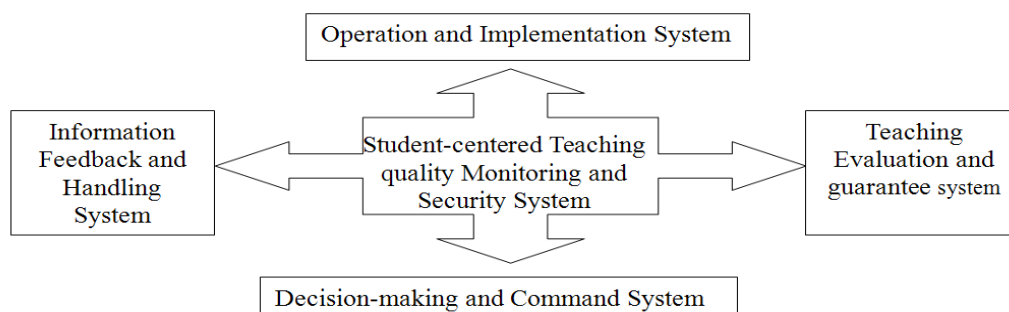 Operation and Implementation System
Information
Feedback and
Handling
System
Student-centered Teaching
quality Monitoring and
Security System
Teaching
Evaluation and
guarantee system
Decision-making and Command System